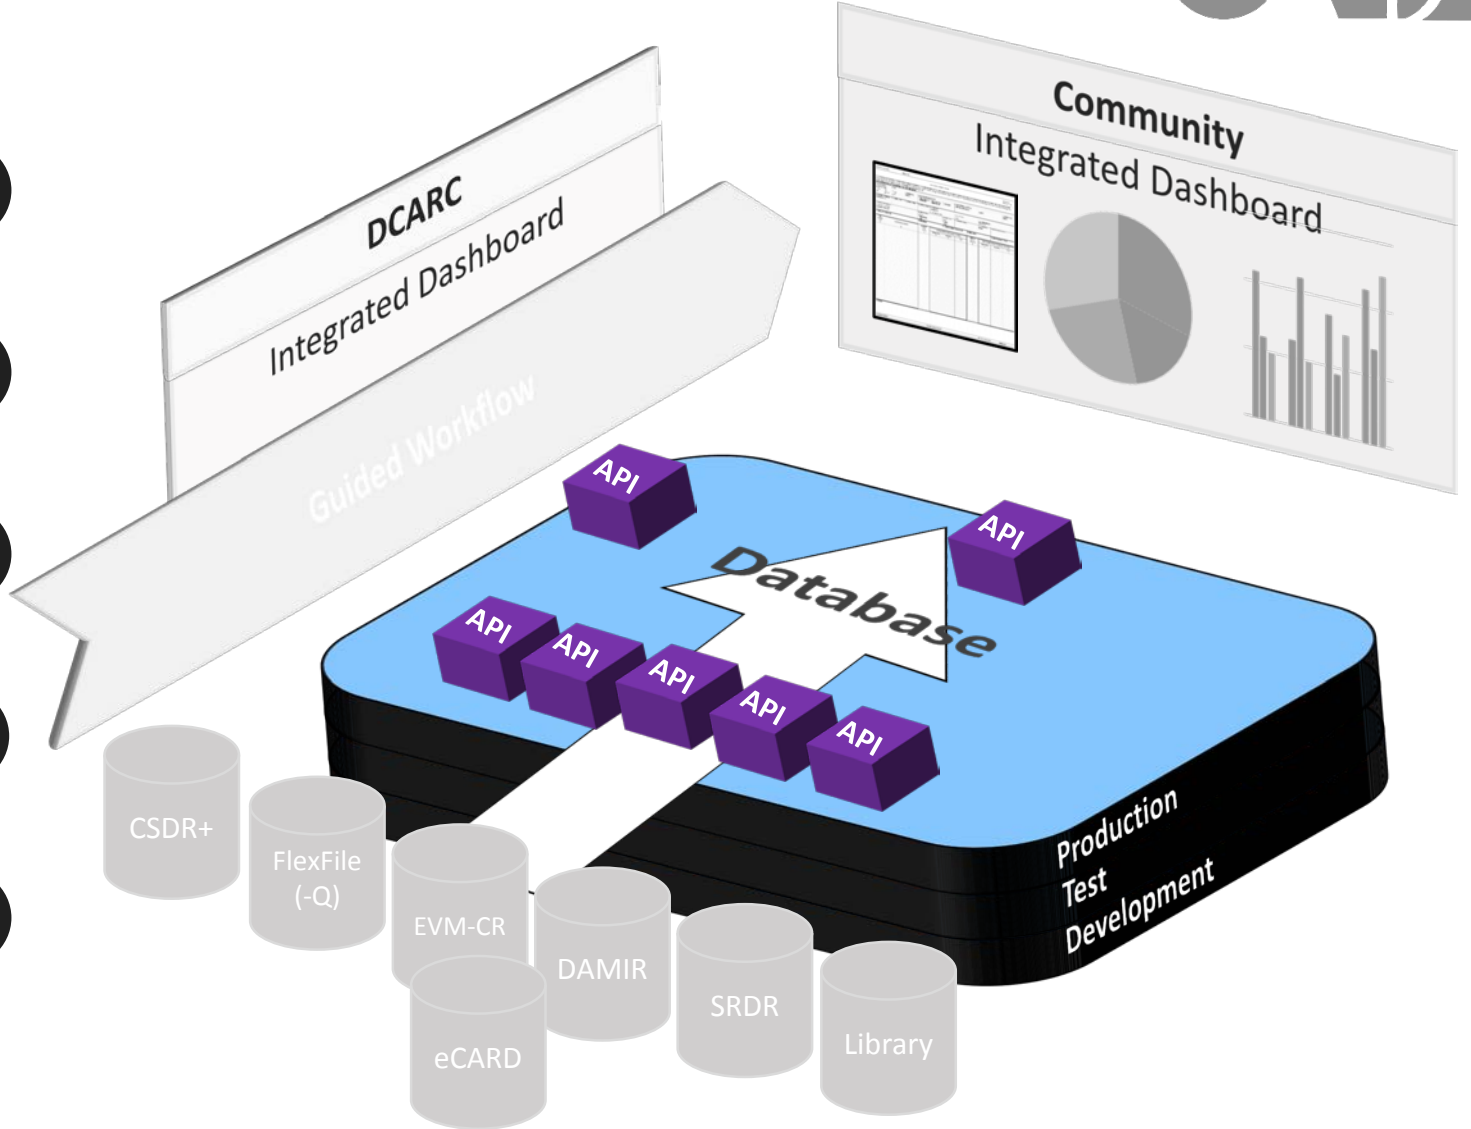 DCARC
Integrated Dashboard
Guided Workflow
Community
Integrated Dashboard
API
API
Database
API
API
API
API
API
Production
Test
Development
CSDR+
FlexFile
(-Q)
EVM-CR
DAMIR
SRDR
Library
eCARD